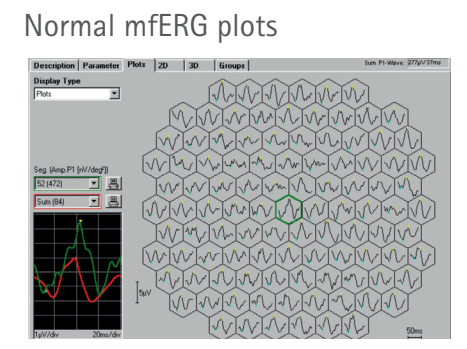 Normal mfERG plots
Description Parameter Plots 2D 3D Groups Sum P1-Wave: 277µV 37ms
Display Type
Plots
Seg. (Amp.P1 [nV/deg²])
52 (472)
Sum (84)
5µV
1µV/div 20ms/div
50ms